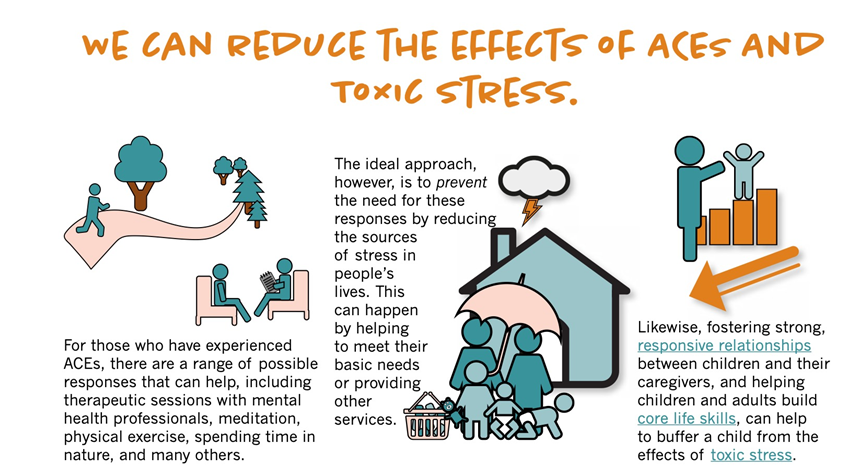 WE CAN REDUCE THE EFFECTS OF ACEs AND
TOXIC STRESS.
For those who have experienced
ACEs, there are a range of possible
responses that can help, including
therapeutic sessions with mental
health professionals, meditation,
physical exercise, spending time in
nature, and many others.
The ideal approach,
however, is to prevent
the need for these
responses by reducing
the sources
of stress in
people’s
lives. This
can happen
by helping
to meet their
basic needs
or providing
other
services.
Likewise, fostering strong,
responsive relationships
between children and their
caregivers, and helping
children and adults build
core life skills, can help
to buffer a child from the
effects of toxic stress.